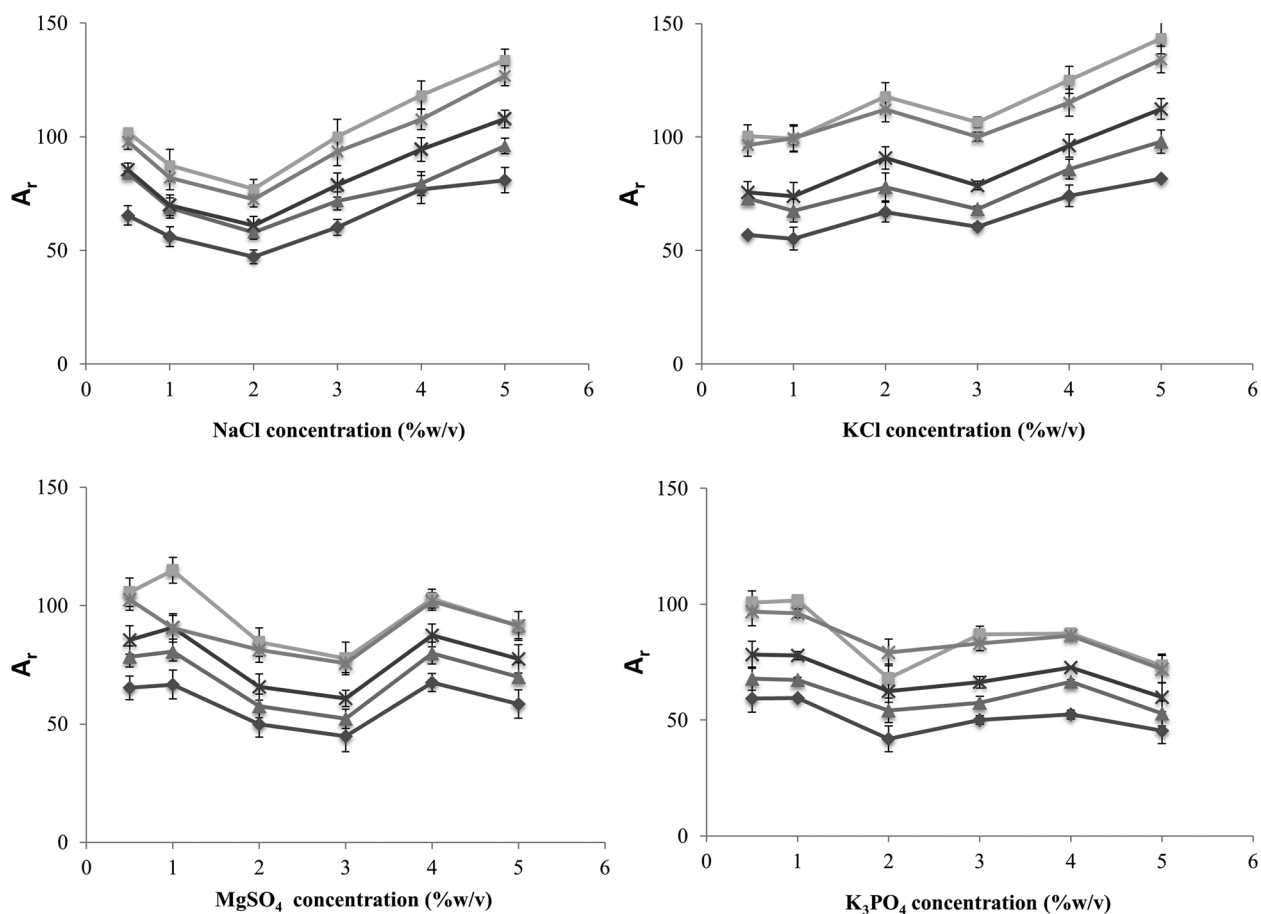 150
100
50
0
Ar
0 1 2 3 4 5 6
NaCl concentration (%w/v)
150
100
50
0
Ar
0 1 2 3 4 5 6
KCl concentration (%w/v)
150
100
50
0
Ar
0 1 2 3 4 5 6
MgSO4 concentration (%w/v)
150
100
50
0
Ar
0 1 2 3 4 5 6
K3PO4 concentration (%w/v)